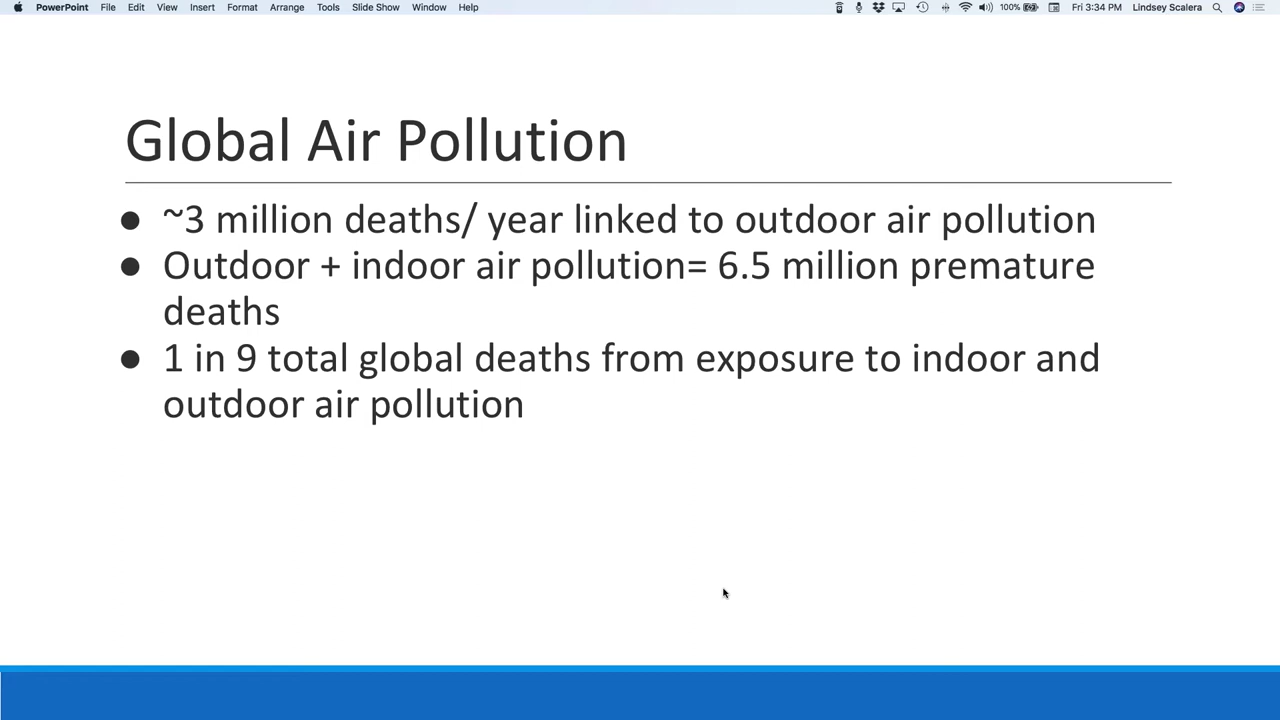 PowerPoint File Edit View Insert Format Arrange Tools Slide Show Window Help 100% Fri 3:34 PM Lindsey Scalera
Global Air Pollution
● ~3 million deaths/ year linked to outdoor air pollution
● Outdoor + indoor air pollution= 6.5 million premature
deaths
● 1 in 9 total global deaths from exposure to indoor and
outdoor air pollution